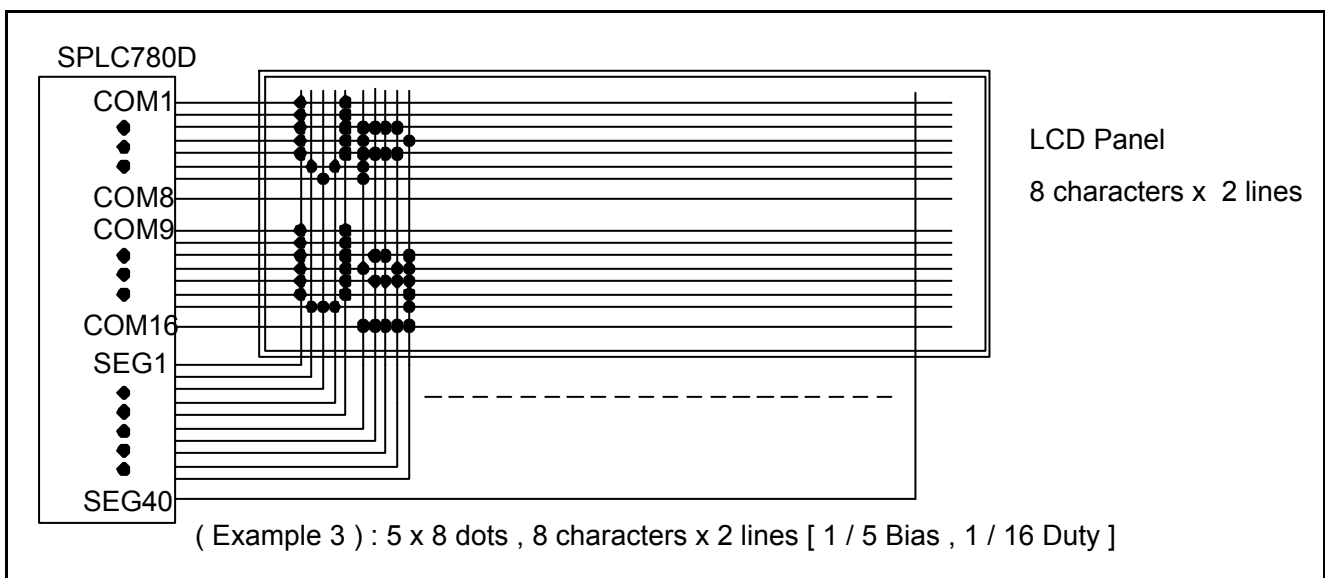 SPLC780D
COM1
COM8
COM9
COM16
SEG1
SEG40
LCD Panel
8 characters x 2 lines
( Example 3 ) : 5 x 8 dots , 8 characters x 2 lines [ 1 / 5 Bias , 1 / 16 Duty ]